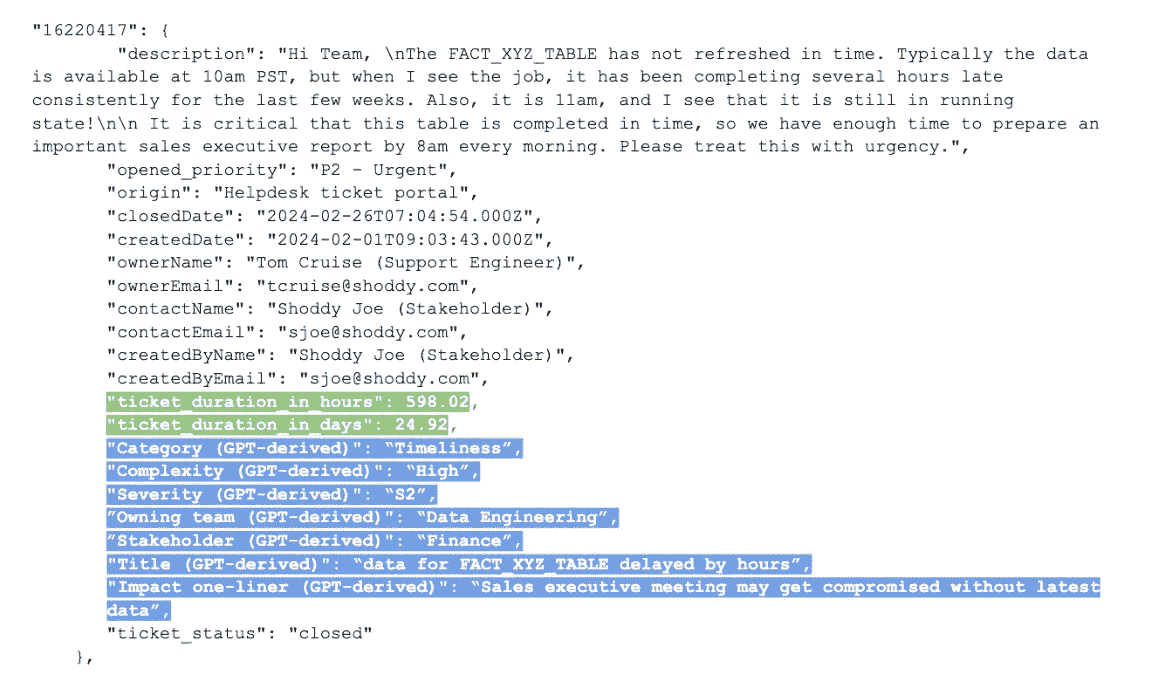 "16220417": {
"description": "Hi Team, \nThe FACT_XYZ_TABLE has not refreshed in time. Typically the data
is available at 10am PST, but when I see the job, it has been completing several hours late
consistently for the last few weeks. Also, it is 11am, and I see that it is still in running
state!\n\n It is critical that this table is completed in time, so we have enough time to prepare an
important sales executive report by 8am every morning. Please treat this with urgency.",
"opened_priority": "P2 - Urgent",
"origin": "Helpdesk ticket portal",
"closedDate": "2024-02-26T07:04:54.000Z",
"createdDate": "2024-02-01T09:03:43.000Z",
"ownerName": "Tom Cruise (Support Engineer)",
"ownerEmail": "tcruise@shoddy.com",
"contactName": "Shoddy Joe (Stakeholder)",
"contactEmail": "sjoe@shoddy.com",
"createdByName": "Shoddy Joe (Stakeholder)",
"createdByEmail": "sjoe@shoddy.com",
"ticket_duration_in_hours": 598.02,
"ticket_duration_in_days": 24.92,
"Category (GPT-derived)": “Timeliness”,
"Complexity (GPT-derived)": “High”,
"Severity (GPT-derived)": “S2”,
”Owning team (GPT-derived)": “Data Engineering”,
”Stakeholder (GPT-derived)": “Finance”,
"Title (GPT-derived)": “data for FACT_XYZ_TABLE delayed by hours”,
"Impact one-liner (GPT-derived)": “Sales executive meeting may get compromised without latest
data”,
"ticket_status": "closed"
},